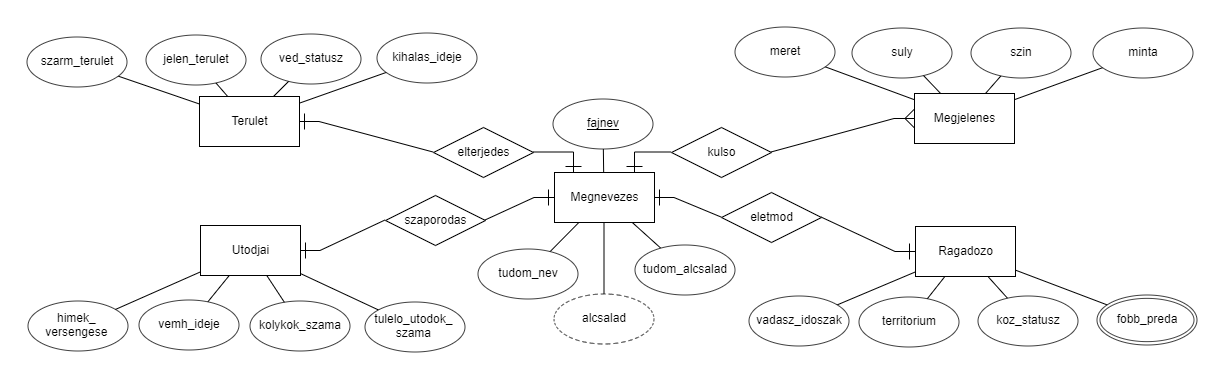 szarm_terulet
jelen_terulet
ved_statusz
kihalas_ideje
meret
suly
szin
minta
Terulet
fajnev
Megjelenes
elterjedes
kulso
Megnevezes
szaporodas
eletmod
Utodjai
Ragadozo
tudom_nev
tudom_alcsalad
alcsalad
himek_
versengese
vemh_ideje
kolykok_szama
tulelo_utodok_
szama
vadasz_idoszak
territorium
koz_statusz
fobb_preda